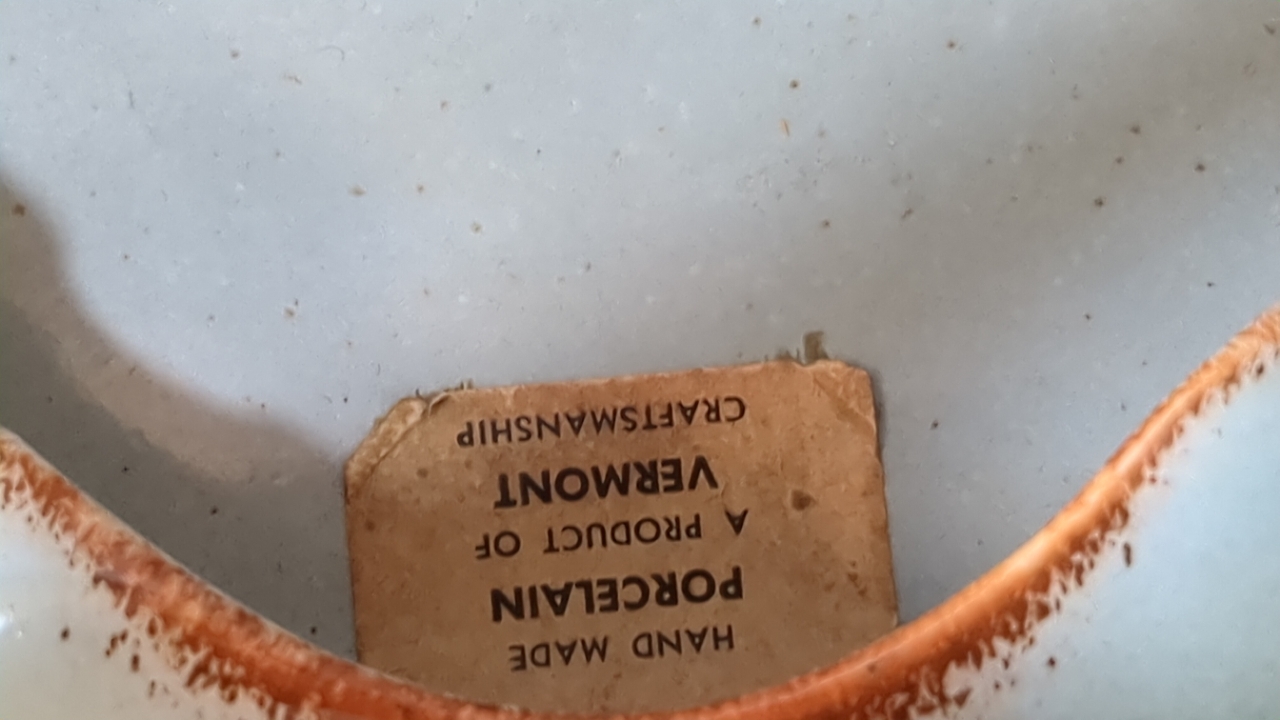 HAND MADE
PORCELAIN
A PRODUCT OF
VERMONT
CRAFTSMANSHIP